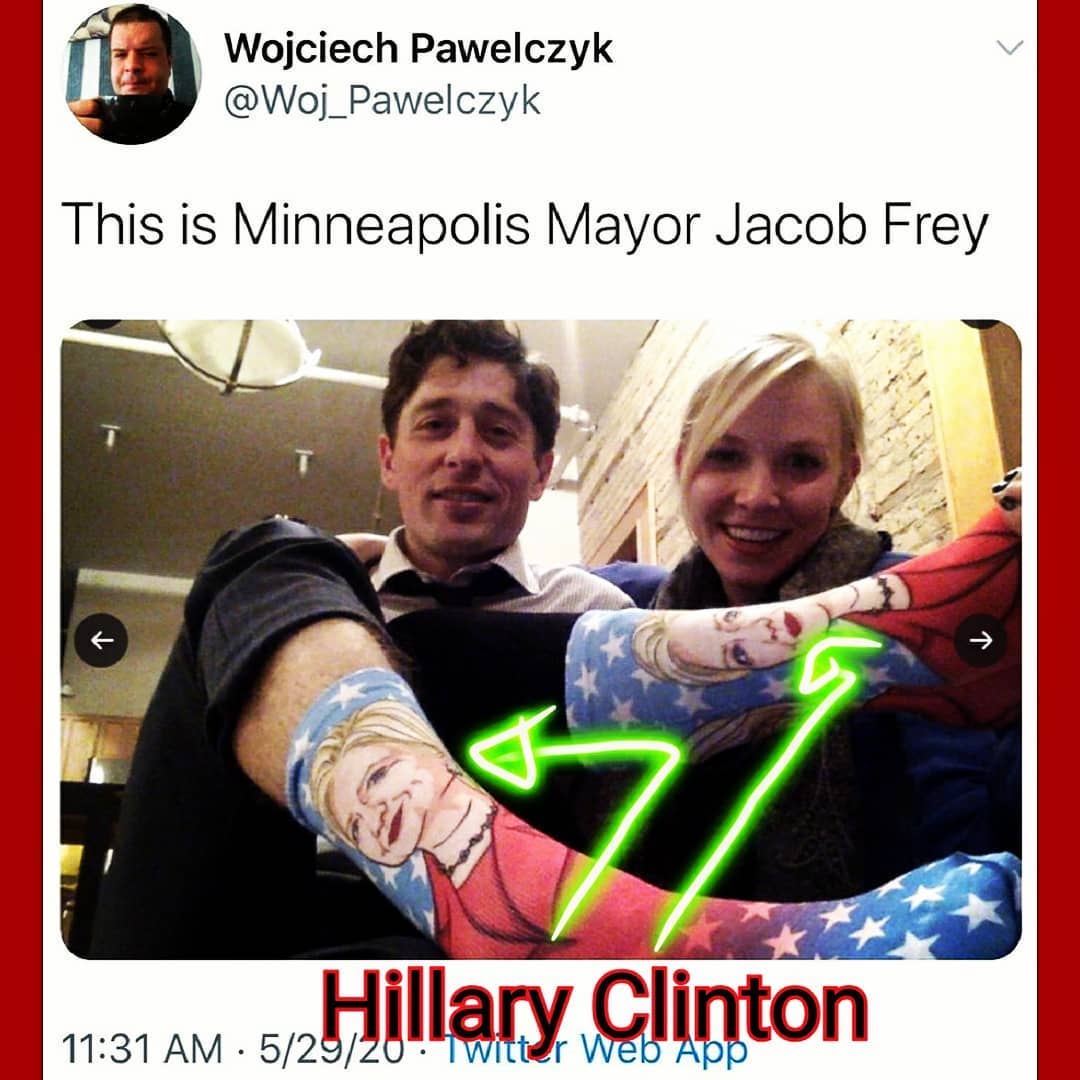 Wojciech Pawelczyk
@Woj_Pawelczyk
This is Minneapolis Mayor Jacob Frey
Hillary Clinton
11:31 AM · 5/29/20 · Twitter Web App